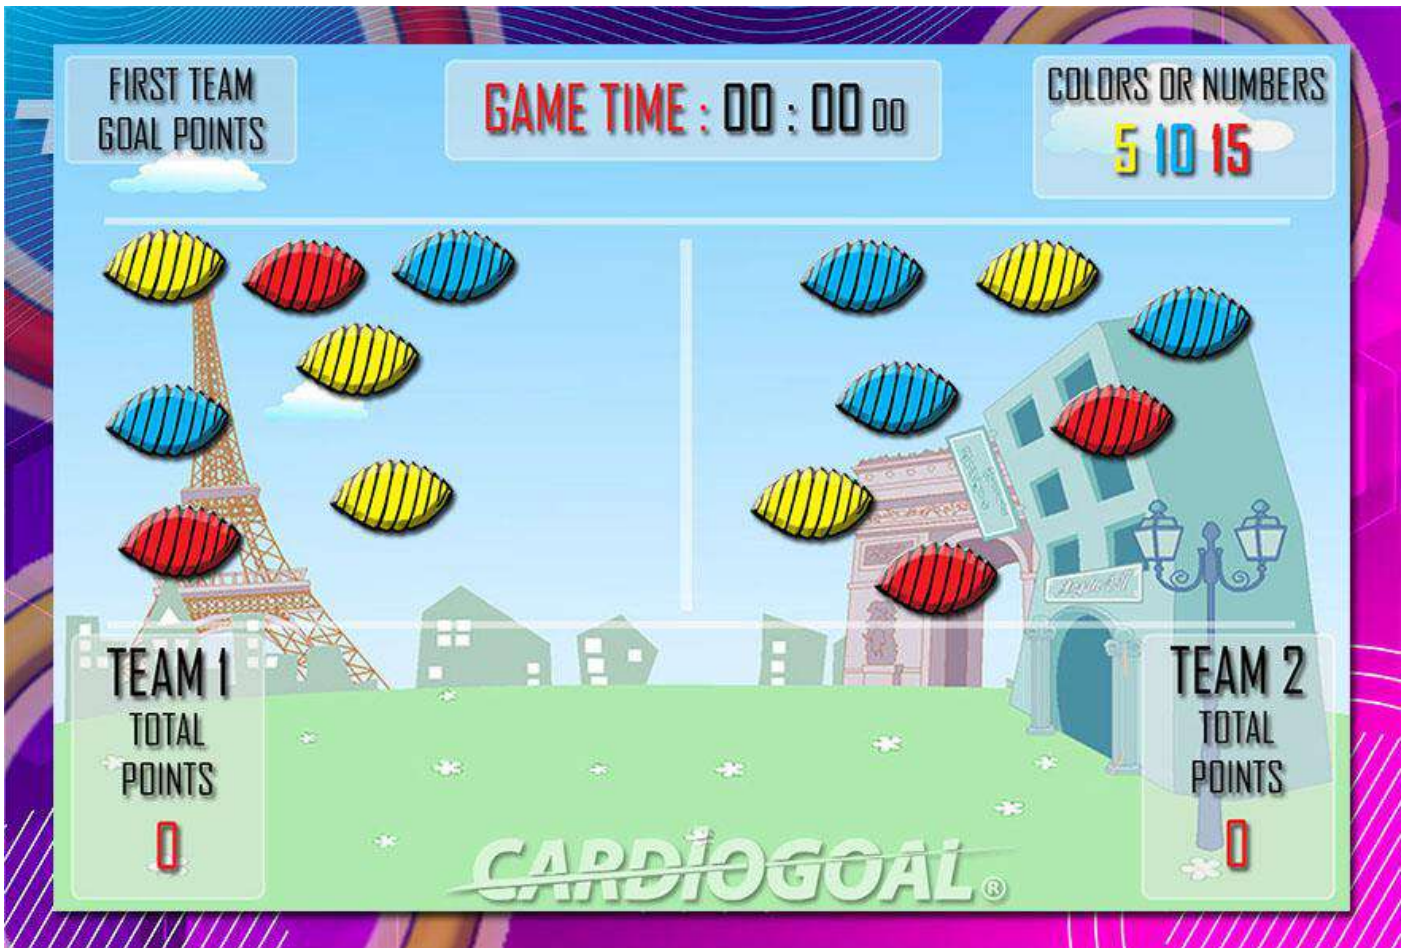 FIRST TEAM
GOAL POINTS
GAME TIME : 00 : 00 00
COLORS OR NUMBERS
5 10 15
TEAM 1
TOTAL
POINTS
0
TEAM 2
TOTAL
POINTS
0
CARDIOGOAL®